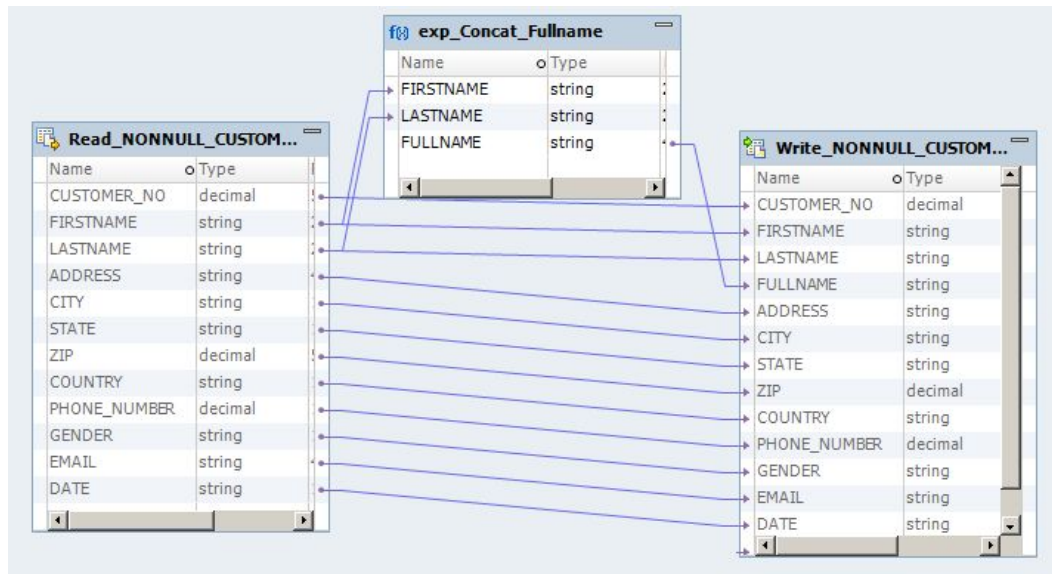 f(x) exp_Concat_Fullname
Name Type
FIRSTNAME string
LASTNAME string
FULLNAME string
Read_NONNULL_CUSTOM...
Name Type
CUSTOMER_NO decimal
FIRSTNAME string
LASTNAME string
ADDRESS string
CITY string
STATE string
ZIP decimal
COUNTRY string
PHONE_NUMBER decimal
GENDER string
EMAIL string
DATE string
Write_NONNULL_CUSTOM...
Name Type
CUSTOMER_NO decimal
FIRSTNAME string
LASTNAME string
FULLNAME string
ADDRESS string
CITY string
STATE string
ZIP decimal
COUNTRY string
PHONE_NUMBER decimal
GENDER string
EMAIL string
DATE string